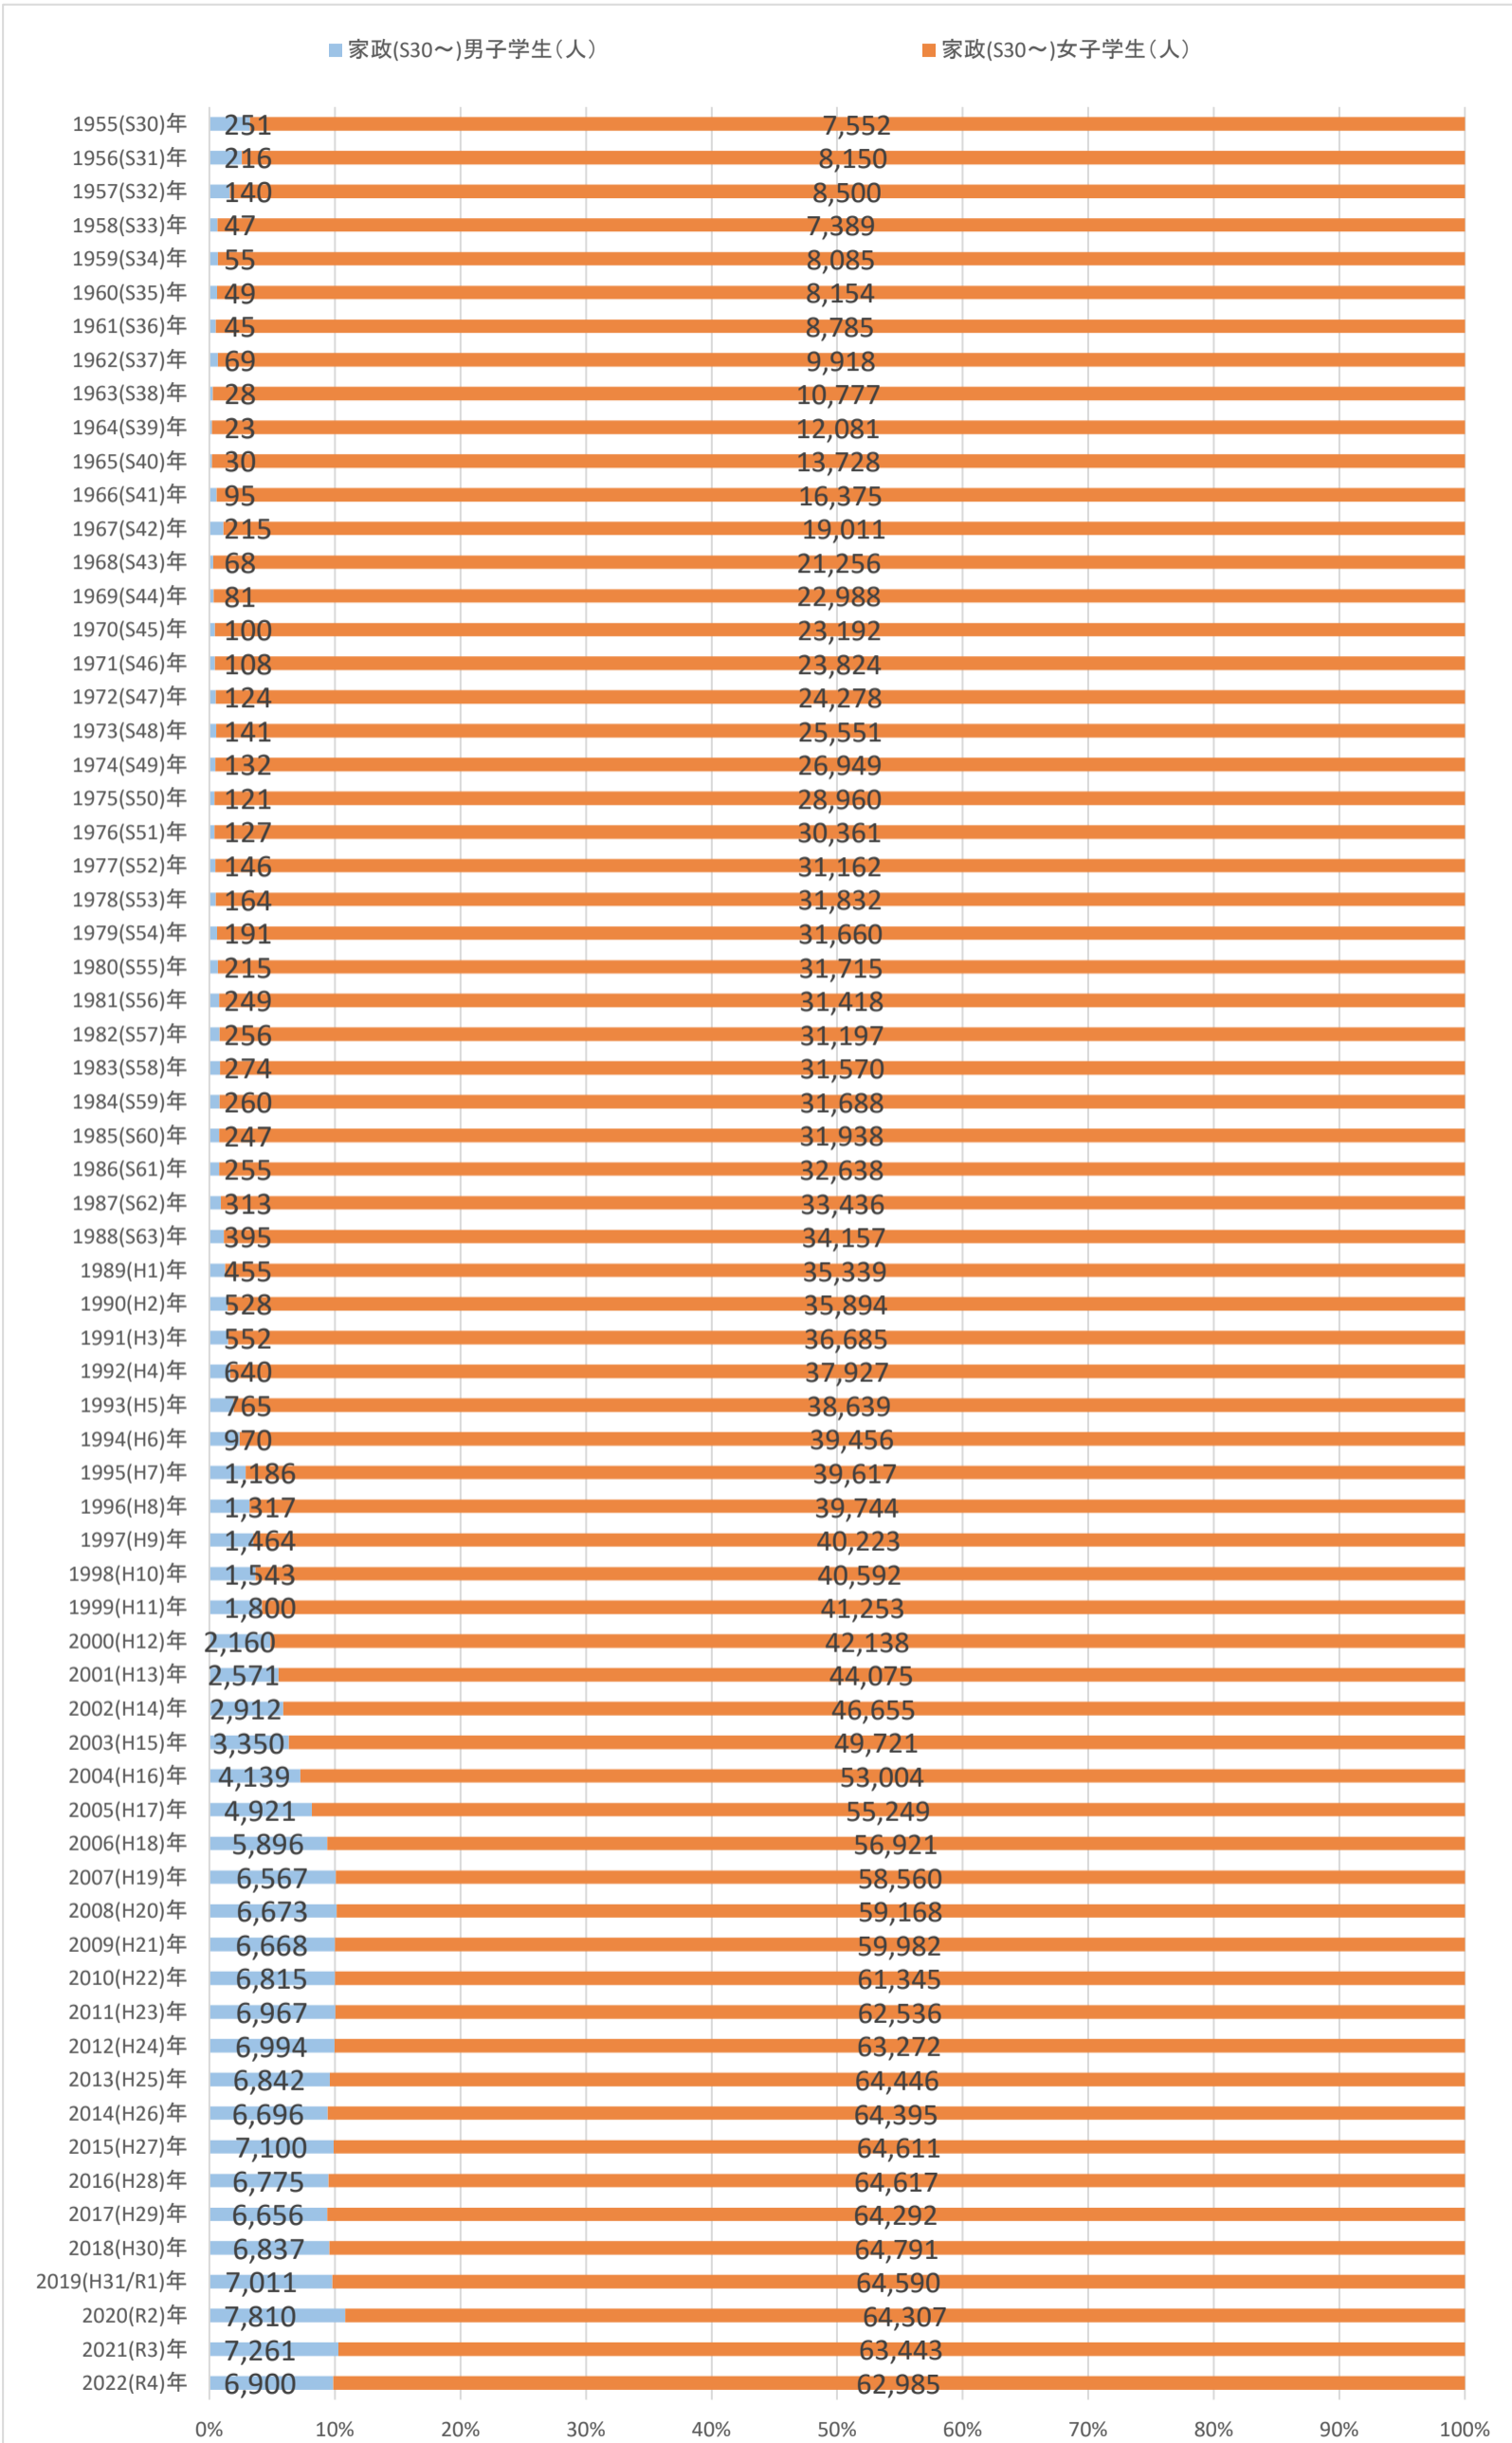 家政(S30～)男子学生（人） 家政(S30～)女子学生（人）
1955(S30)年 251 7,552
1956(S31)年 216 8,150
1957(S32)年 140 8,500
1958(S33)年 47 7,389
1959(S34)年 55 8,085
1960(S35)年 49 8,154
1961(S36)年 45 8,785
1962(S37)年 69 9,918
1963(S38)年 28 10,777
1964(S39)年 23 12,081
1965(S40)年 30 13,728
1966(S41)年 95 16,375
1967(S42)年 215 19,011
1968(S43)年 68 21,256
1969(S44)年 81 22,988
1970(S45)年 100 23,192
1971(S46)年 108 23,824
1972(S47)年 124 24,278
1973(S48)年 141 25,551
1974(S49)年 132 26,949
1975(S50)年 121 28,960
1976(S51)年 127 30,361
1977(S52)年 146 31,162
1978(S53)年 164 31,832
1979(S54)年 191 31,660
1980(S55)年 215 31,715
1981(S56)年 249 31,418
1982(S57)年 256 31,197
1983(S58)年 274 31,570
1984(S59)年 260 31,688
1985(S60)年 247 31,938
1986(S61)年 255 32,638
1987(S62)年 313 33,436
1988(S63)年 395 34,157
1989(H1)年 455 35,339
1990(H2)年 528 35,894
1991(H3)年 552 36,685
1992(H4)年 640 37,927
1993(H5)年 765 38,639
1994(H6)年 970 39,456
1995(H7)年 1,186 39,617
1996(H8)年 1,317 39,744
1997(H9)年 1,464 40,223
1998(H10)年 1,543 40,592
1999(H11)年 1,800 41,253
2000(H12)年 2,160 42,138
2001(H13)年 2,571 44,075
2002(H14)年 2,912 46,655
2003(H15)年 3,350 49,721
2004(H16)年 4,139 53,004
2005(H17)年 4,921 55,249
2006(H18)年 5,896 56,921
2007(H19)年 6,567 58,560
2008(H20)年 6,673 59,168
2009(H21)年 6,668 59,982
2010(H22)年 6,815 61,345
2011(H23)年 6,967 62,536
2012(H24)年 6,994 63,272
2013(H25)年 6,842 64,446
2014(H26)年 6,696 64,395
2015(H27)年 7,100 64,611
2016(H28)年 6,775 64,617
2017(H29)年 6,656 64,292
2018(H30)年 6,837 64,791
2019(H31/R1)年 7,011 64,590
2020(R2)年 7,810 64,307
2021(R3)年 7,261 63,443
2022(R4)年 6,900 62,985
0% 10% 20% 30% 40% 50% 60% 70% 80% 90% 100%